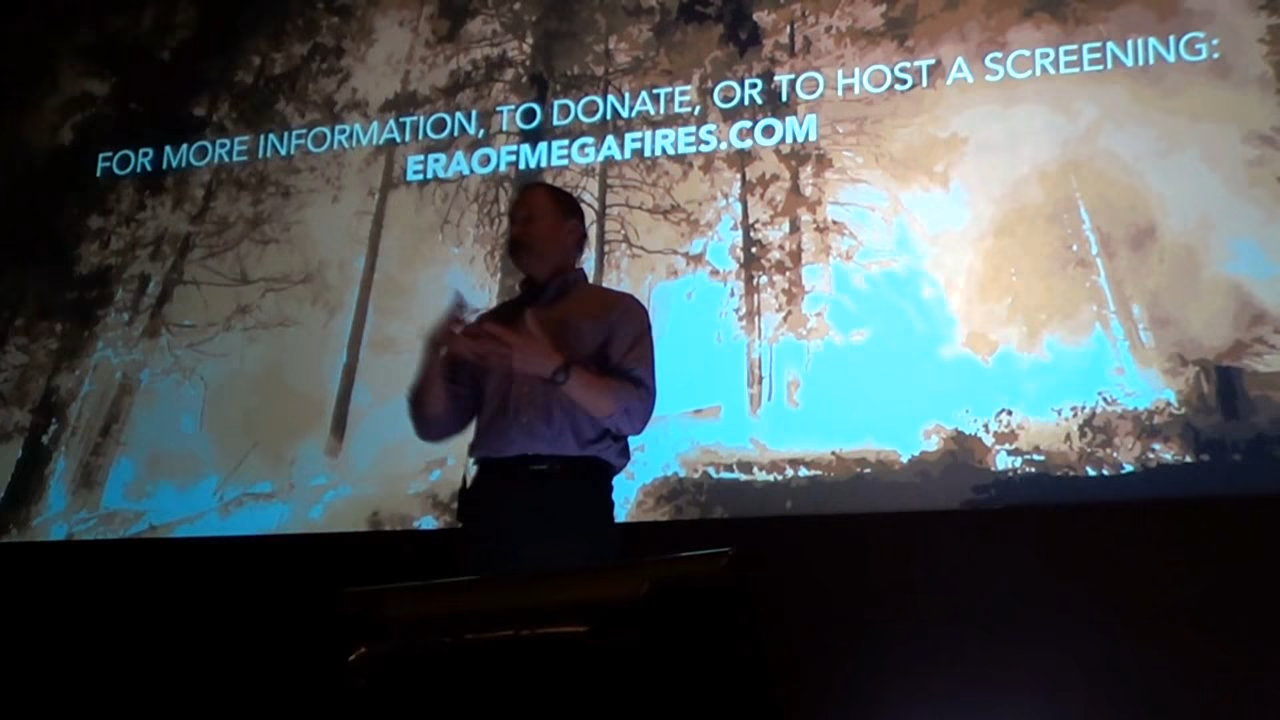 FOR MORE INFORMATION, TO DONATE, OR TO HOST A SCREENING:
ERAOFMEGAFIRES.COM